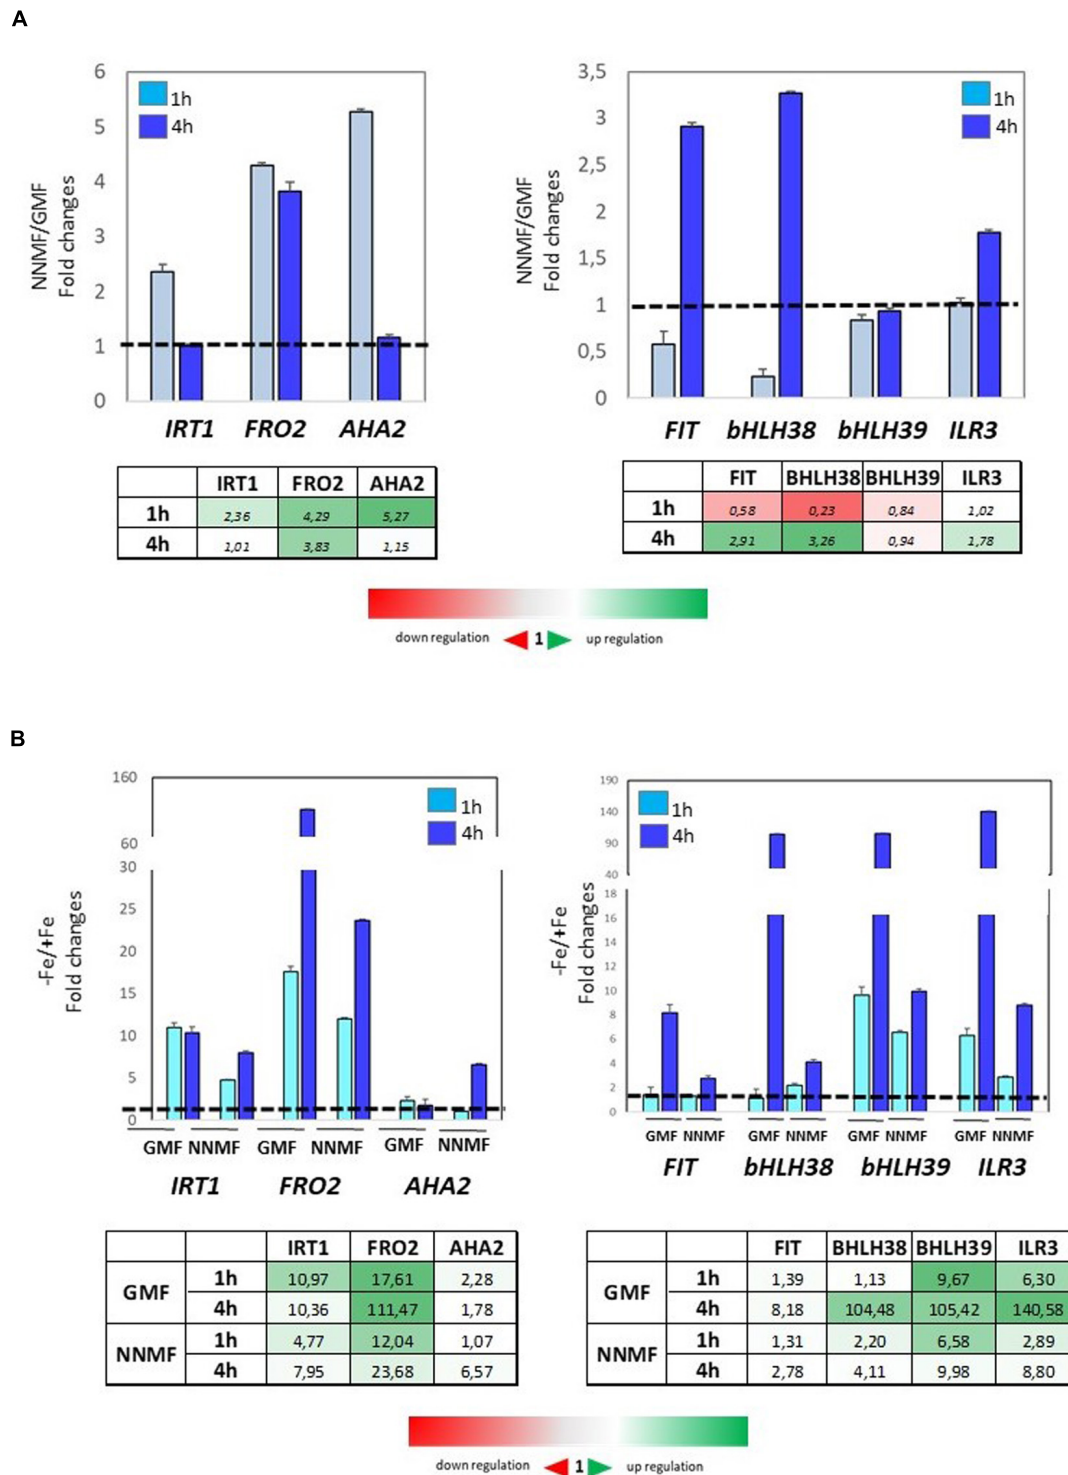 A
6
5
4
3
2
1
0
NNMF/GMF
Fold changes
1h
4h
IRT1 FRO2 AHA2
3,5
3
2,5
2
1,5
1
0,5
0
NNMF/GMF
Fold changes
1h
4h
FIT bHLH38 bHLH39 ILR3
IRT1 FRO2 AHA2
1h 2,36 4,29 5,27
4h 1,01 3,83 1,15
FIT BHLH38 BHLH39 ILR3
1h 0,58 0,23 0,84 1,02
4h 2,91 3,26 0,94 1,78
down regulation 1 up regulation
B
160
60
30
25
20
15
10
5
0
-Fe/+Fe
Fold changes
1h
4h
GMF NNMF GMF NNMF GMF NNMF
IRT1 FRO2 AHA2
190
140
90
40
18
16
14
12
10
8
6
4
2
0
-Fe/+Fe
Fold changes
1h
4h
GMF NNMF GMF NNMF GMF NNMF GMF NNMF
FIT bHLH38 bHLH39 ILR3
IRT1 FRO2 AHA2
GMF 1h 10,97 17,61 2,28
4h 10,36 111,47 1,78
NNMF 1h 4,77 12,04 1,07
4h 7,95 23,68 6,57
FIT BHLH38 BHLH39 ILR3
GMF 1h 1,39 1,13 9,67 6,30
4h 8,18 104,48 105,42 140,58
NNMF 1h 1,31 2,20 6,58 2,89
4h 2,78 4,11 9,98 8,80
down regulation 1 up regulation